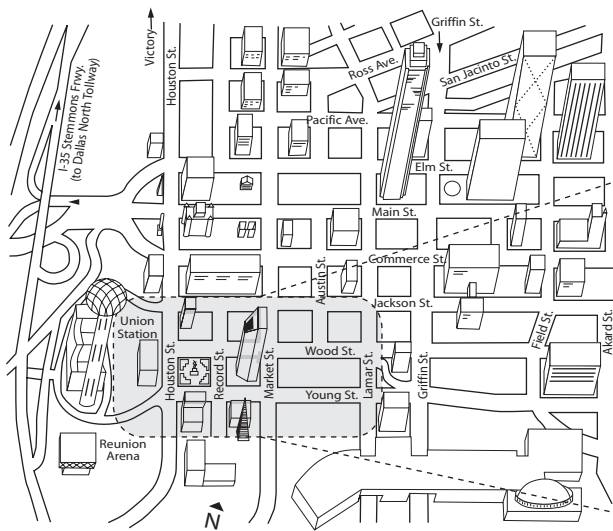 Griffin St.
Victory
Houston St.
Ross Ave.
San Jacinto St.
I-35 Stemmons Frwy.
(to Dallas North Tollway)
Pacific Ave.
Elm St.
Main St.
Commerce St.
Austin St.
Jackson St.
Union
Station
Houston St.
Record St.
Market St.
Wood St.
Lamar St.
Griffin St.
Field St.
Akard St.
Young St.
Reunion
Arena
N